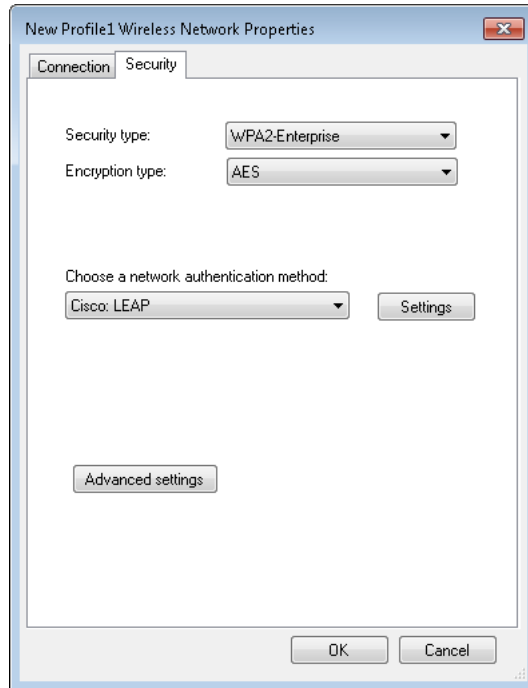 New Profile1 Wireless Network Properties
Connection Security
Security type: WPA2-Enterprise
Encryption type: AES
Choose a network authentication method:
Cisco: LEAP Settings
Advanced settings
OK Cancel